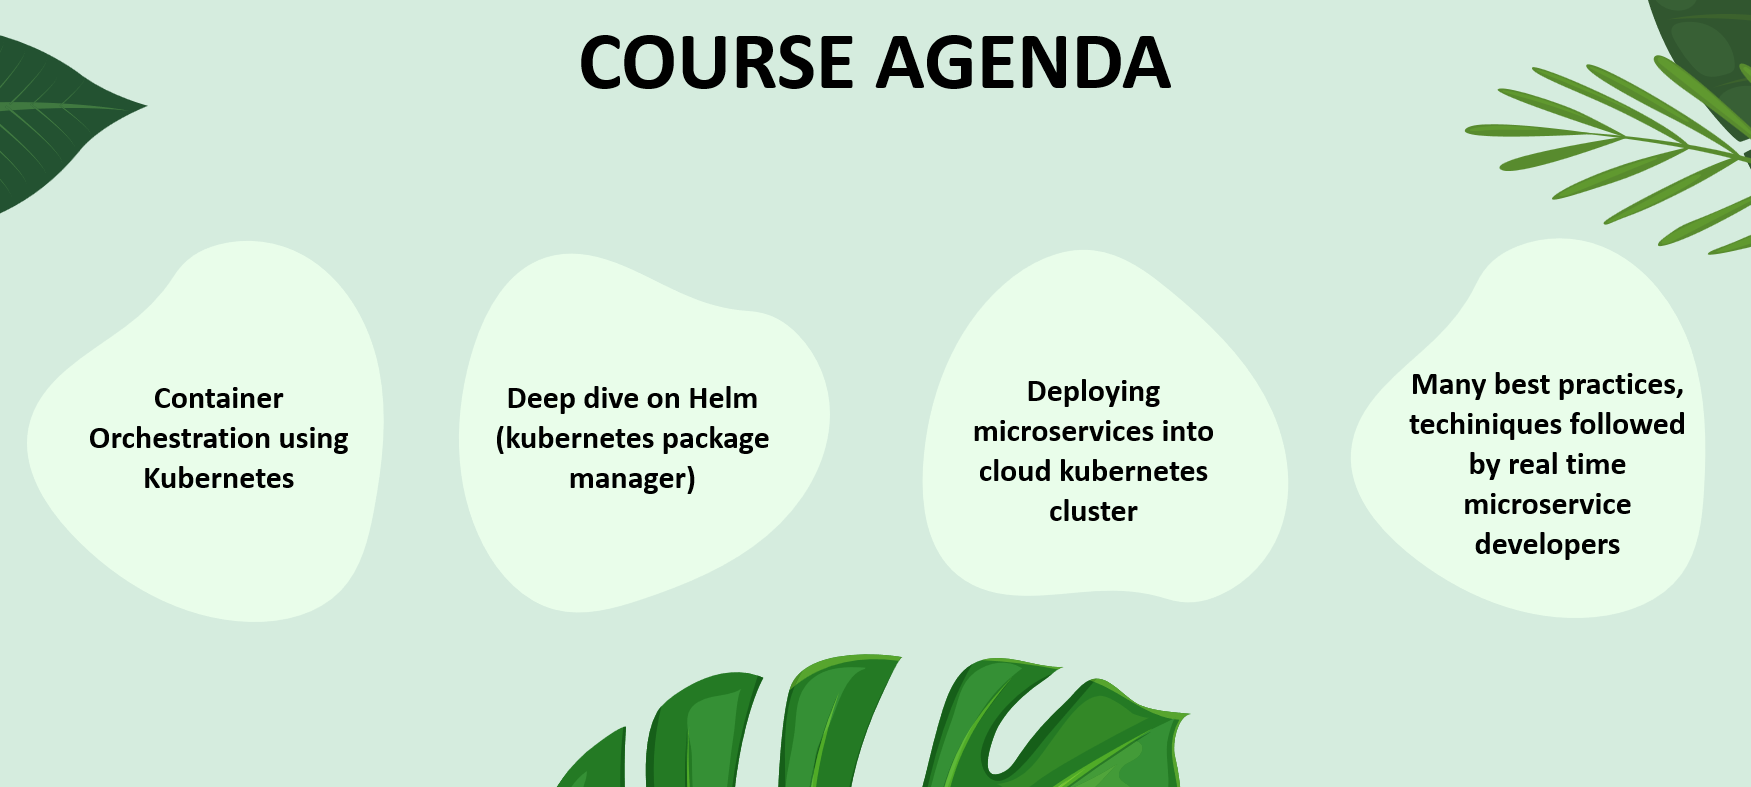 COURSE AGENDA
Container
Orchestration using
Kubernetes
Deep dive on Helm
(kubernetes package
manager)
Deploying
microservices into
cloud kubernetes
cluster
Many best practices,
techiniques followed
by real time
microservice
developers